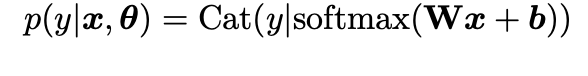 p(y|𝒙, 𝜽) = Cat(y|softmax(𝐖𝒙 + 𝒃))